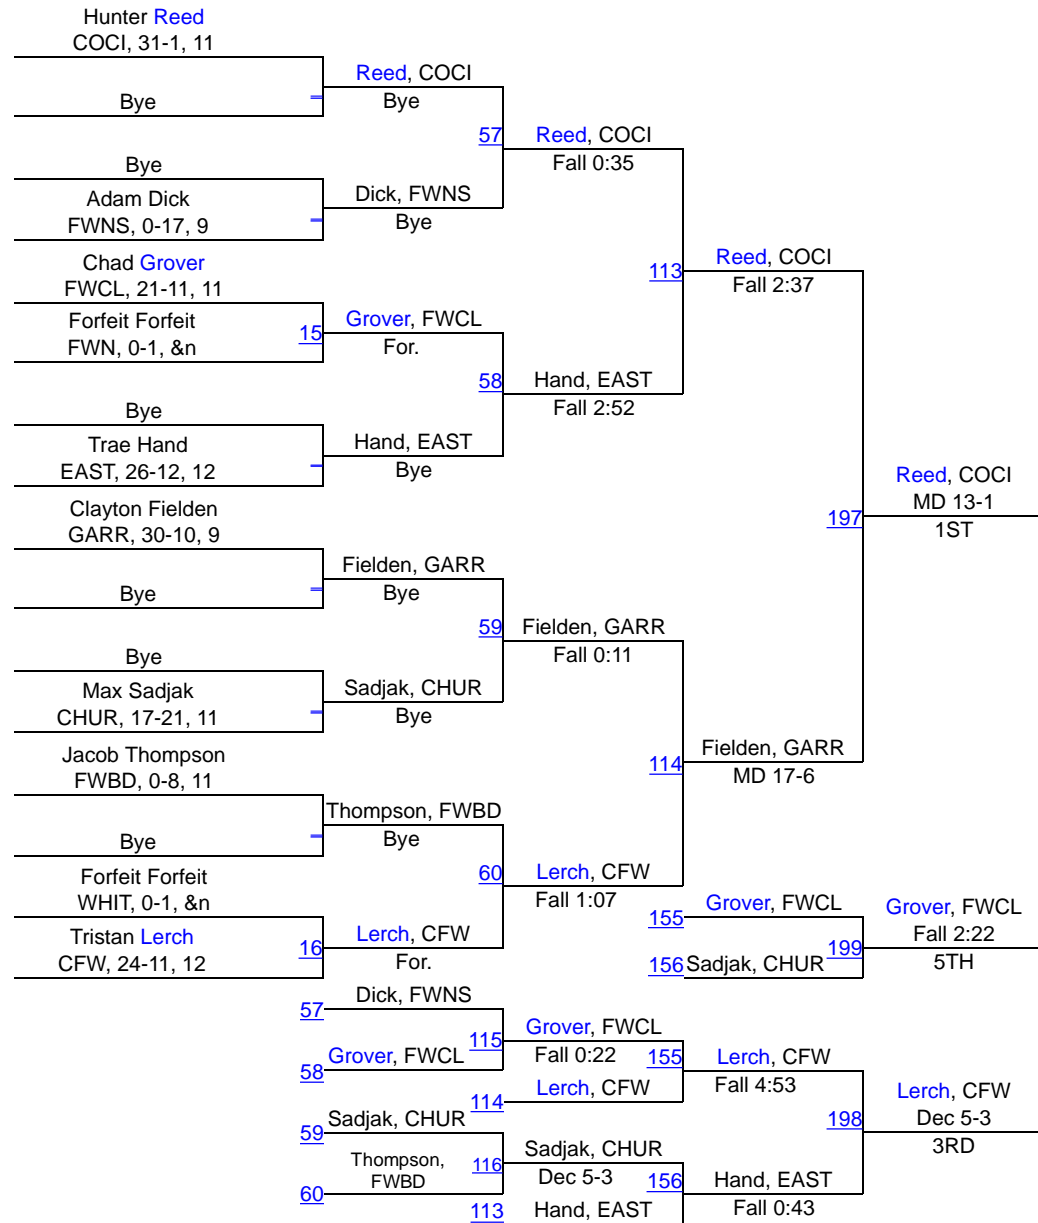 Hunter Reed
COCI, 31-1, 11
Reed, COCI
Bye
Bye
57
Reed, COCI
Fall 0:35
Bye
Adam Dick
FWNS, 0-17, 9
Dick, FWNS
Bye
113
Reed, COCI
Fall 2:37
Chad Grover
FWCL, 21-11, 11
Forfeit Forfeit
FWN, 0-1, &n
15
Grover, FWCL
For.
58
Hand, EAST
Fall 2:52
Bye
Trae Hand
EAST, 26-12, 12
Hand, EAST
Bye
197
Reed, COCI
MD 13-1
1ST
Clayton Fielden
GARR, 30-10, 9
Fielden, GARR
Bye
Bye
59
Fielden, GARR
Fall 0:11
Bye
Max Sadjak
CHUR, 17-21, 11
Sadjak, CHUR
Bye
114
Fielden, GARR
MD 17-6
Jacob Thompson
FWBD, 0-8, 11
Thompson, FWBD
Bye
Bye
60
Lerch, CFW
Fall 1:07
Forfeit Forfeit
WHIT, 0-1, &n
Tristan Lerch
CFW, 24-11, 12
16
Lerch, CFW
For.
155
Grover, FWCL
156
Sadjak, CHUR
199
Grover, FWCL
Fall 2:22
5TH
57
Dick, FWNS
58
Grover, FWCL
115
Grover, FWCL
Fall 0:22
114
Lerch, CFW
155
Lerch, CFW
Fall 4:53
198
Lerch, CFW
Dec 5-3
3RD
59
Sadjak, CHUR
60
Thompson,
FWBD
116
Sadjak, CHUR
Dec 5-3
113
Hand, EAST
156
Hand, EAST
Fall 0:43